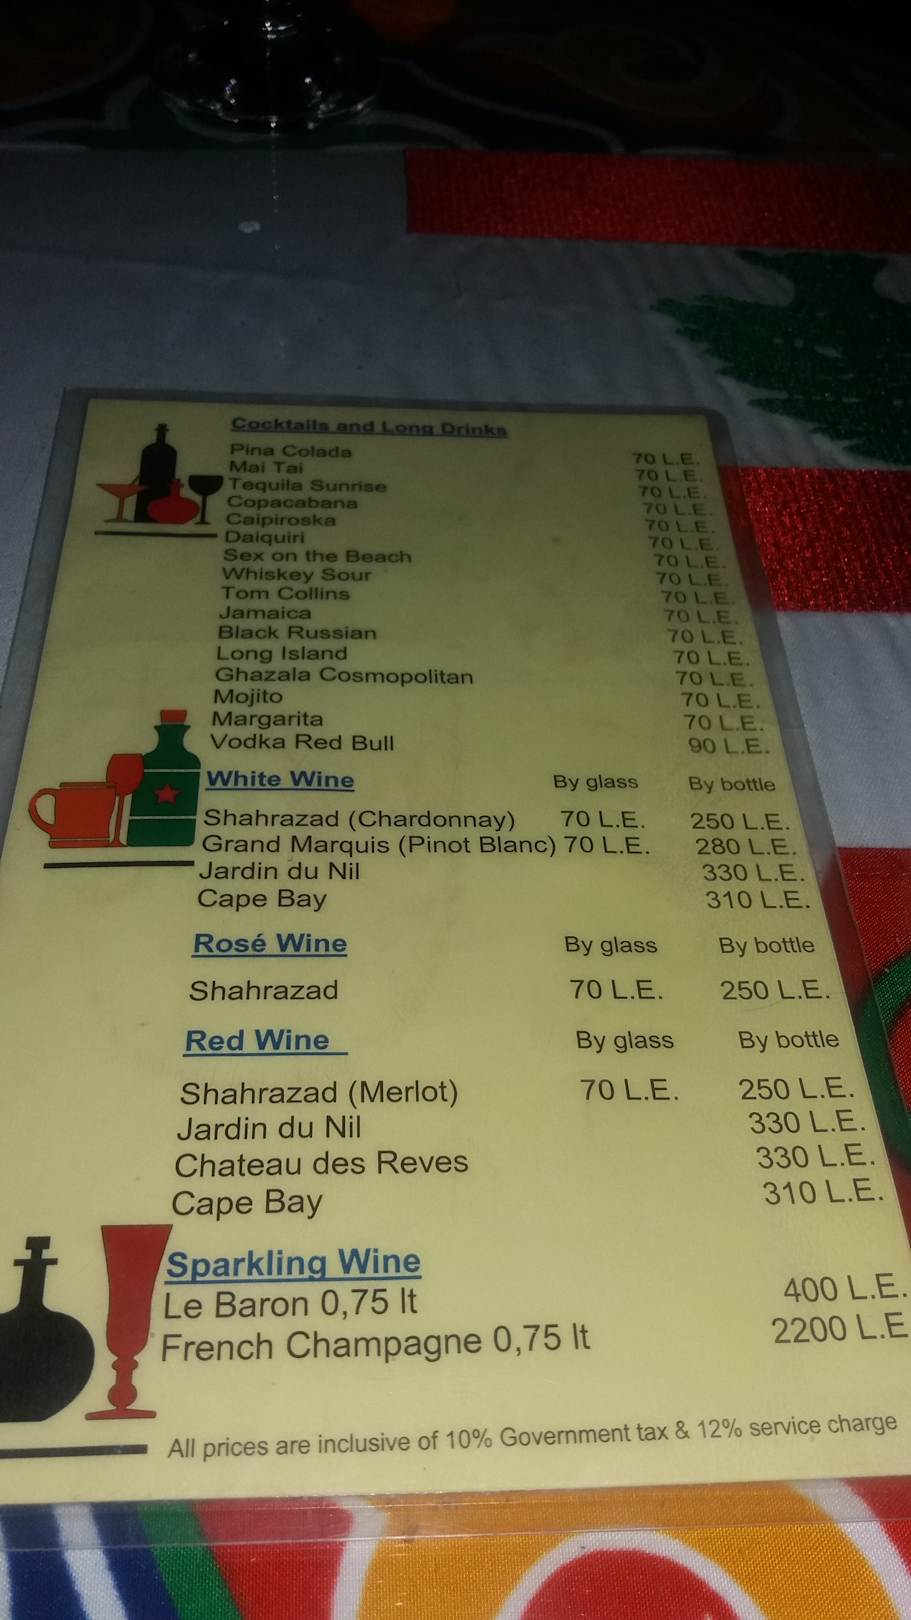 Cocktails and Long Drinks
Pina Colada 70 L.E.
Mai Tai 70 L.E.
Tequila Sunrise 70 L.E.
Copacabana 70 L.E.
Caipiroska 70 L.E.
Daiquiri 70 L.E.
Sex on the Beach 70 L.E.
Whiskey Sour 70 L.E.
Tom Collins 70 L.E.
Jamaica 70 L.E.
Black Russian 70 L.E.
Long Island 70 L.E.
Ghazala Cosmopolitan 70 L.E.
Mojito 70 L.E.
Margarita 70 L.E.
Vodka Red Bull 90 L.E.
White Wine By glass By bottle
Shahrazad (Chardonnay) 70 L.E. 250 L.E.
Grand Marquis (Pinot Blanc) 70 L.E. 280 L.E.
Jardin du Nil 330 L.E.
Cape Bay 310 L.E.
Rosé Wine By glass By bottle
Shahrazad 70 L.E. 250 L.E.
Red Wine By glass By bottle
Shahrazad (Merlot) 70 L.E. 250 L.E.
Jardin du Nil 330 L.E.
Chateau des Reves 330 L.E.
Cape Bay 310 L.E.
Sparkling Wine
Le Baron 0,75 lt 400 L.E.
French Champagne 0,75 lt 2200 L.E
All prices are inclusive of 10% Government tax & 12% service charge